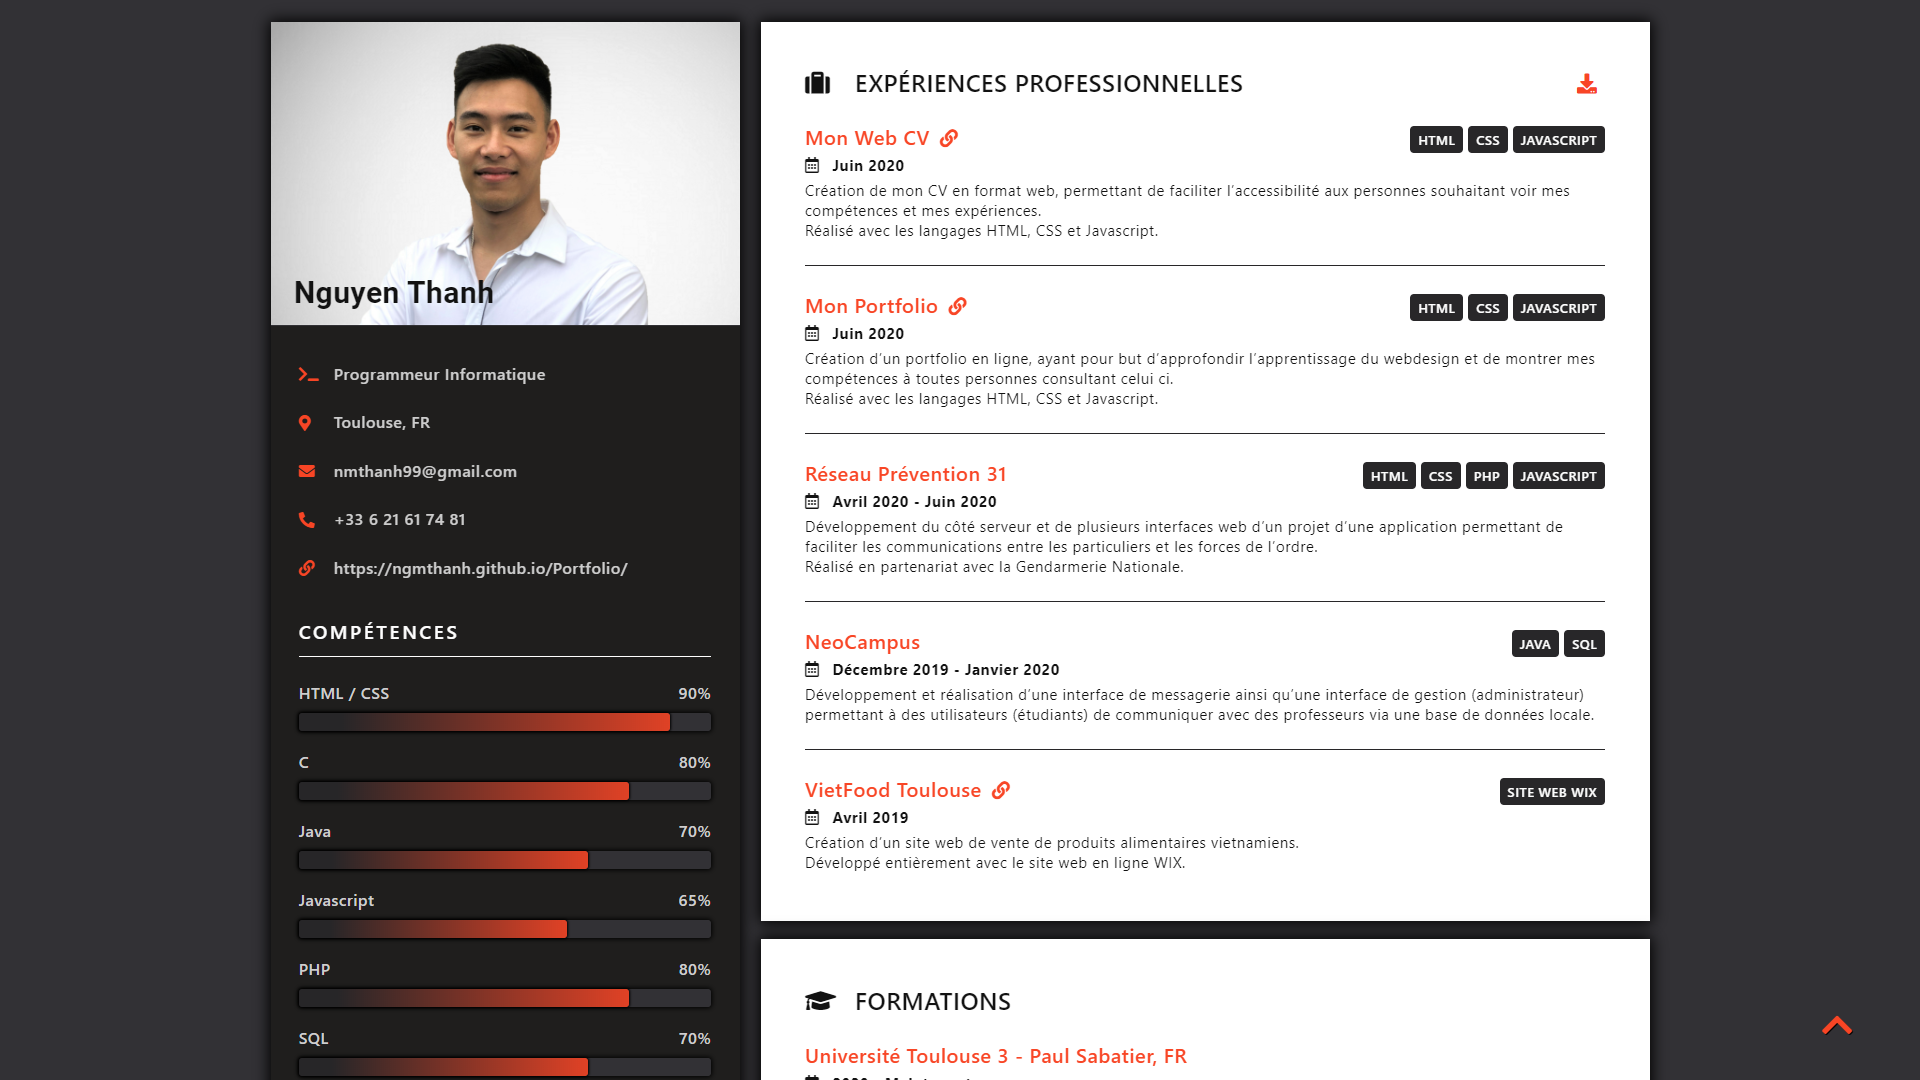 Nguyen Thanh
Programmeur Informatique
Toulouse, FR
nmthanh99@gmail.com
+33 6 21 61 74 81
https://ngmthanh.github.io/Portfolio/
COMPÉTENCES
HTML / CSS 90%
C 80%
Java 70%
Javascript 65%
PHP 80%
SQL 70%
EXPÉRIENCES PROFESSIONNELLES
Mon Web CV HTML CSS JAVASCRIPT
Juin 2020
Création de mon CV en format web, permettant de faciliter l'accessibilité aux personnes souhaitant voir mes
compétences et mes expériences.
Réalisé avec les langages HTML, CSS et Javascript.
Mon Portfolio HTML CSS JAVASCRIPT
Juin 2020
Création d'un portfolio en ligne, ayant pour but d'approfondir l'apprentissage du webdesign et de montrer mes
compétences à toutes personnes consultant celui ci.
Réalisé avec les langages HTML, CSS et Javascript.
Réseau Prévention 31 HTML CSS PHP JAVASCRIPT
Avril 2020 - Juin 2020
Développement du côté serveur et de plusieurs interfaces web d'un projet d'une application permettant de
faciliter les communications entre les particuliers et les forces de l'ordre.
Réalisé en partenariat avec la Gendarmerie Nationale.
NeoCampus JAVA SQL
Décembre 2019 - Janvier 2020
Développement et réalisation d'une interface de messagerie ainsi qu'une interface de gestion (administrateur)
permettant à des utilisateurs (étudiants) de communiquer avec des professeurs via une base de données locale.
VietFood Toulouse SITE WEB WIX
Avril 2019
Création d'un site web de vente de produits alimentaires vietnamiens.
Développé entièrement avec le site web en ligne WIX.
FORMATIONS
Université Toulouse 3 - Paul Sabatier, FR